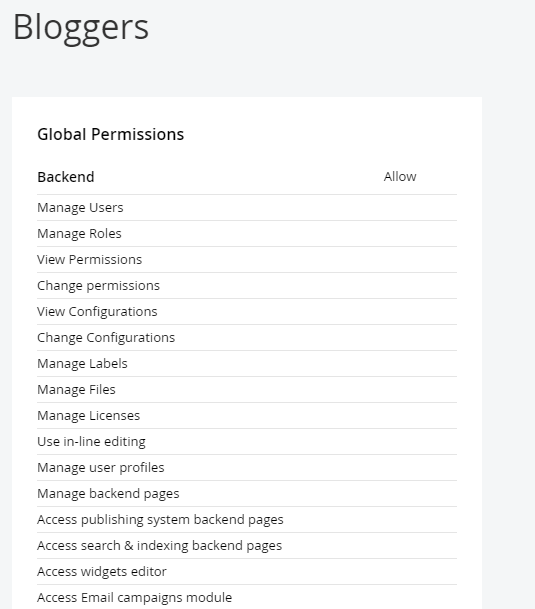 Bloggers
Global Permissions
Backend Allow
Manage Users
Manage Roles
View Permissions
Change permissions
View Configurations
Change Configurations
Manage Labels
Manage Files
Manage Licenses
Use in-line editing
Manage user profiles
Manage backend pages
Access publishing system backend pages
Access search & indexing backend pages
Access widgets editor
Access Email campaigns module